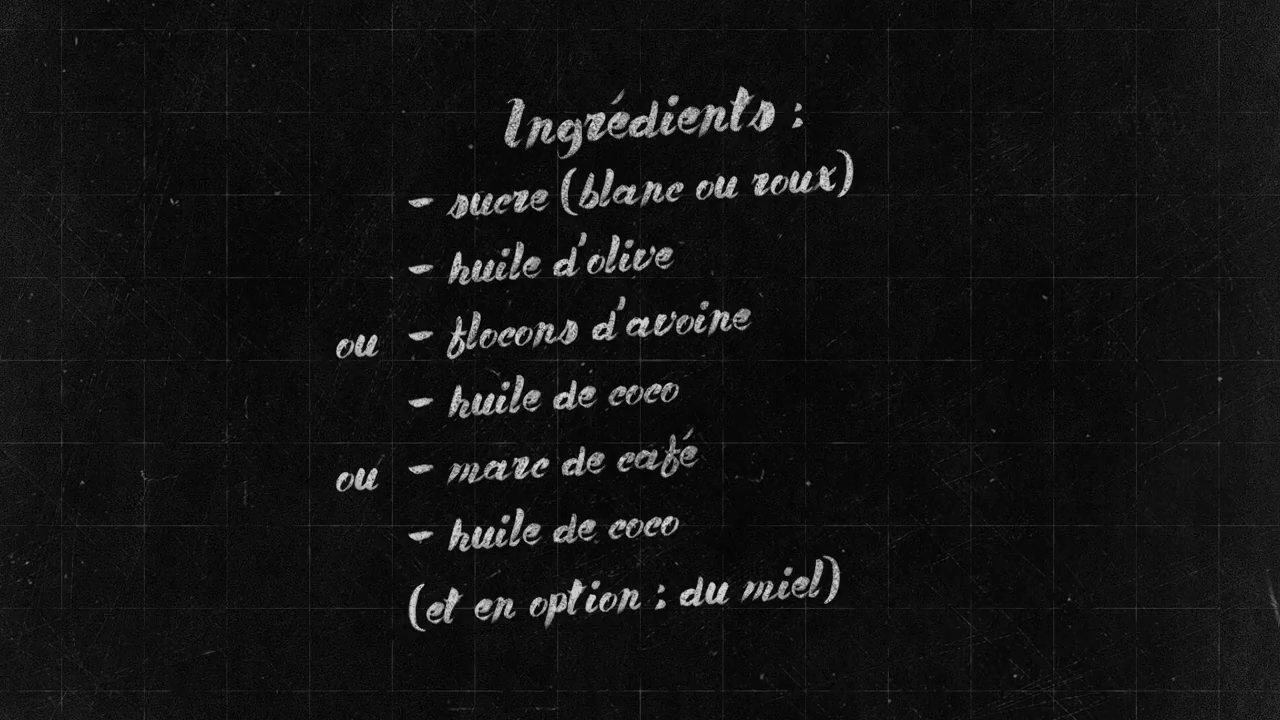 Ingrédients :
- sucre (blanc ou roux)
- huile d'olive
ou - flocons d'avoine
- huile de coco
ou - marc de café
- huile de coco
(et en option : du miel)